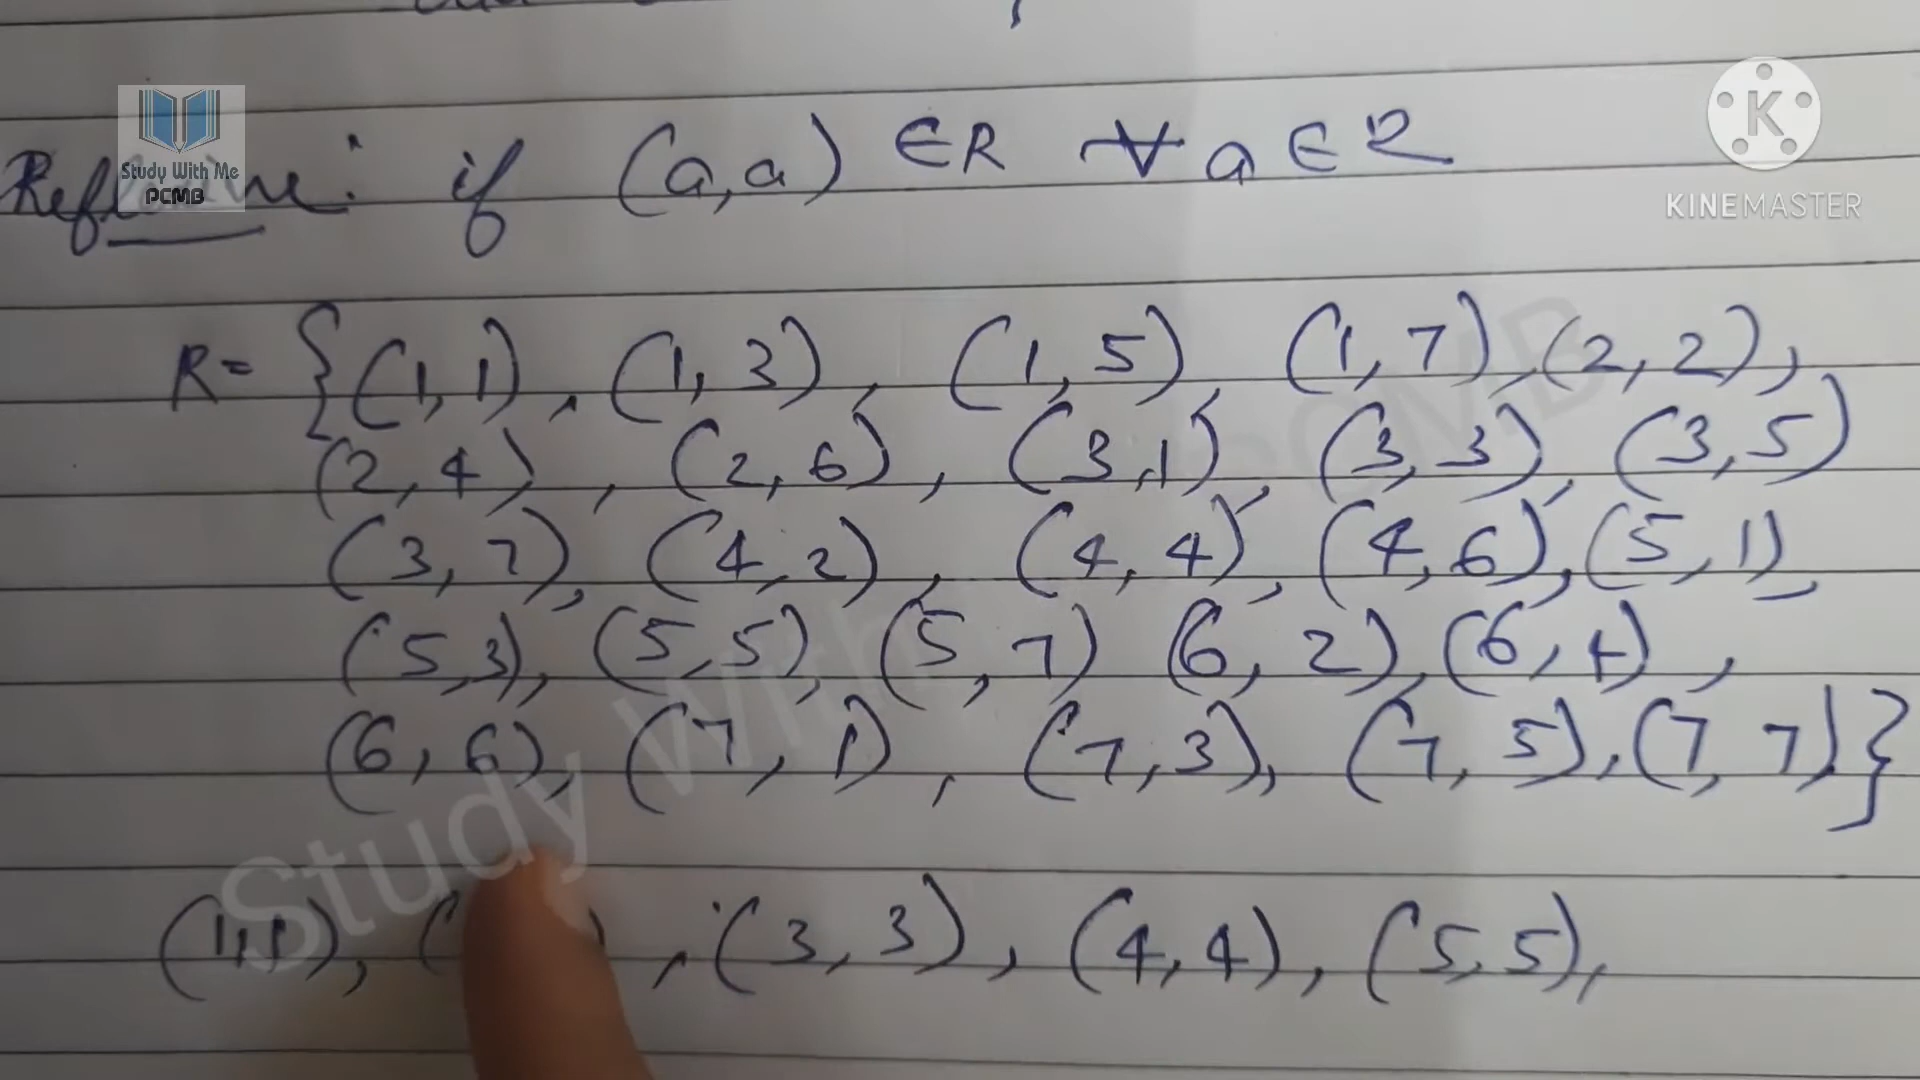 Study With Me
PCMB
KINEMASTER
Reflexive: if (a,a) ∈R ∀ a ∈ R
R= {(1,1), (1,3), (1,5), (1,7), (2,2),
(2,4), (2,6), (3,1), (3,3), (3,5)
(3,7), (4,2), (4,4), (4,6), (5,1),
(5,3), (5,5), (5,7) (6,2), (6,4),
(6,6), (7,1), (7,3), (7,5), (7,7)}
(1,1), ( ), (3,3), (4,4), (5,5),